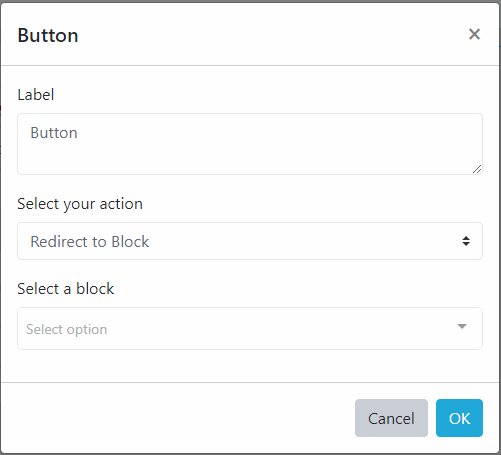 Button
×
Label
Button
Select your action
Redirect to Block
Select a block
Select option
Cancel
OK